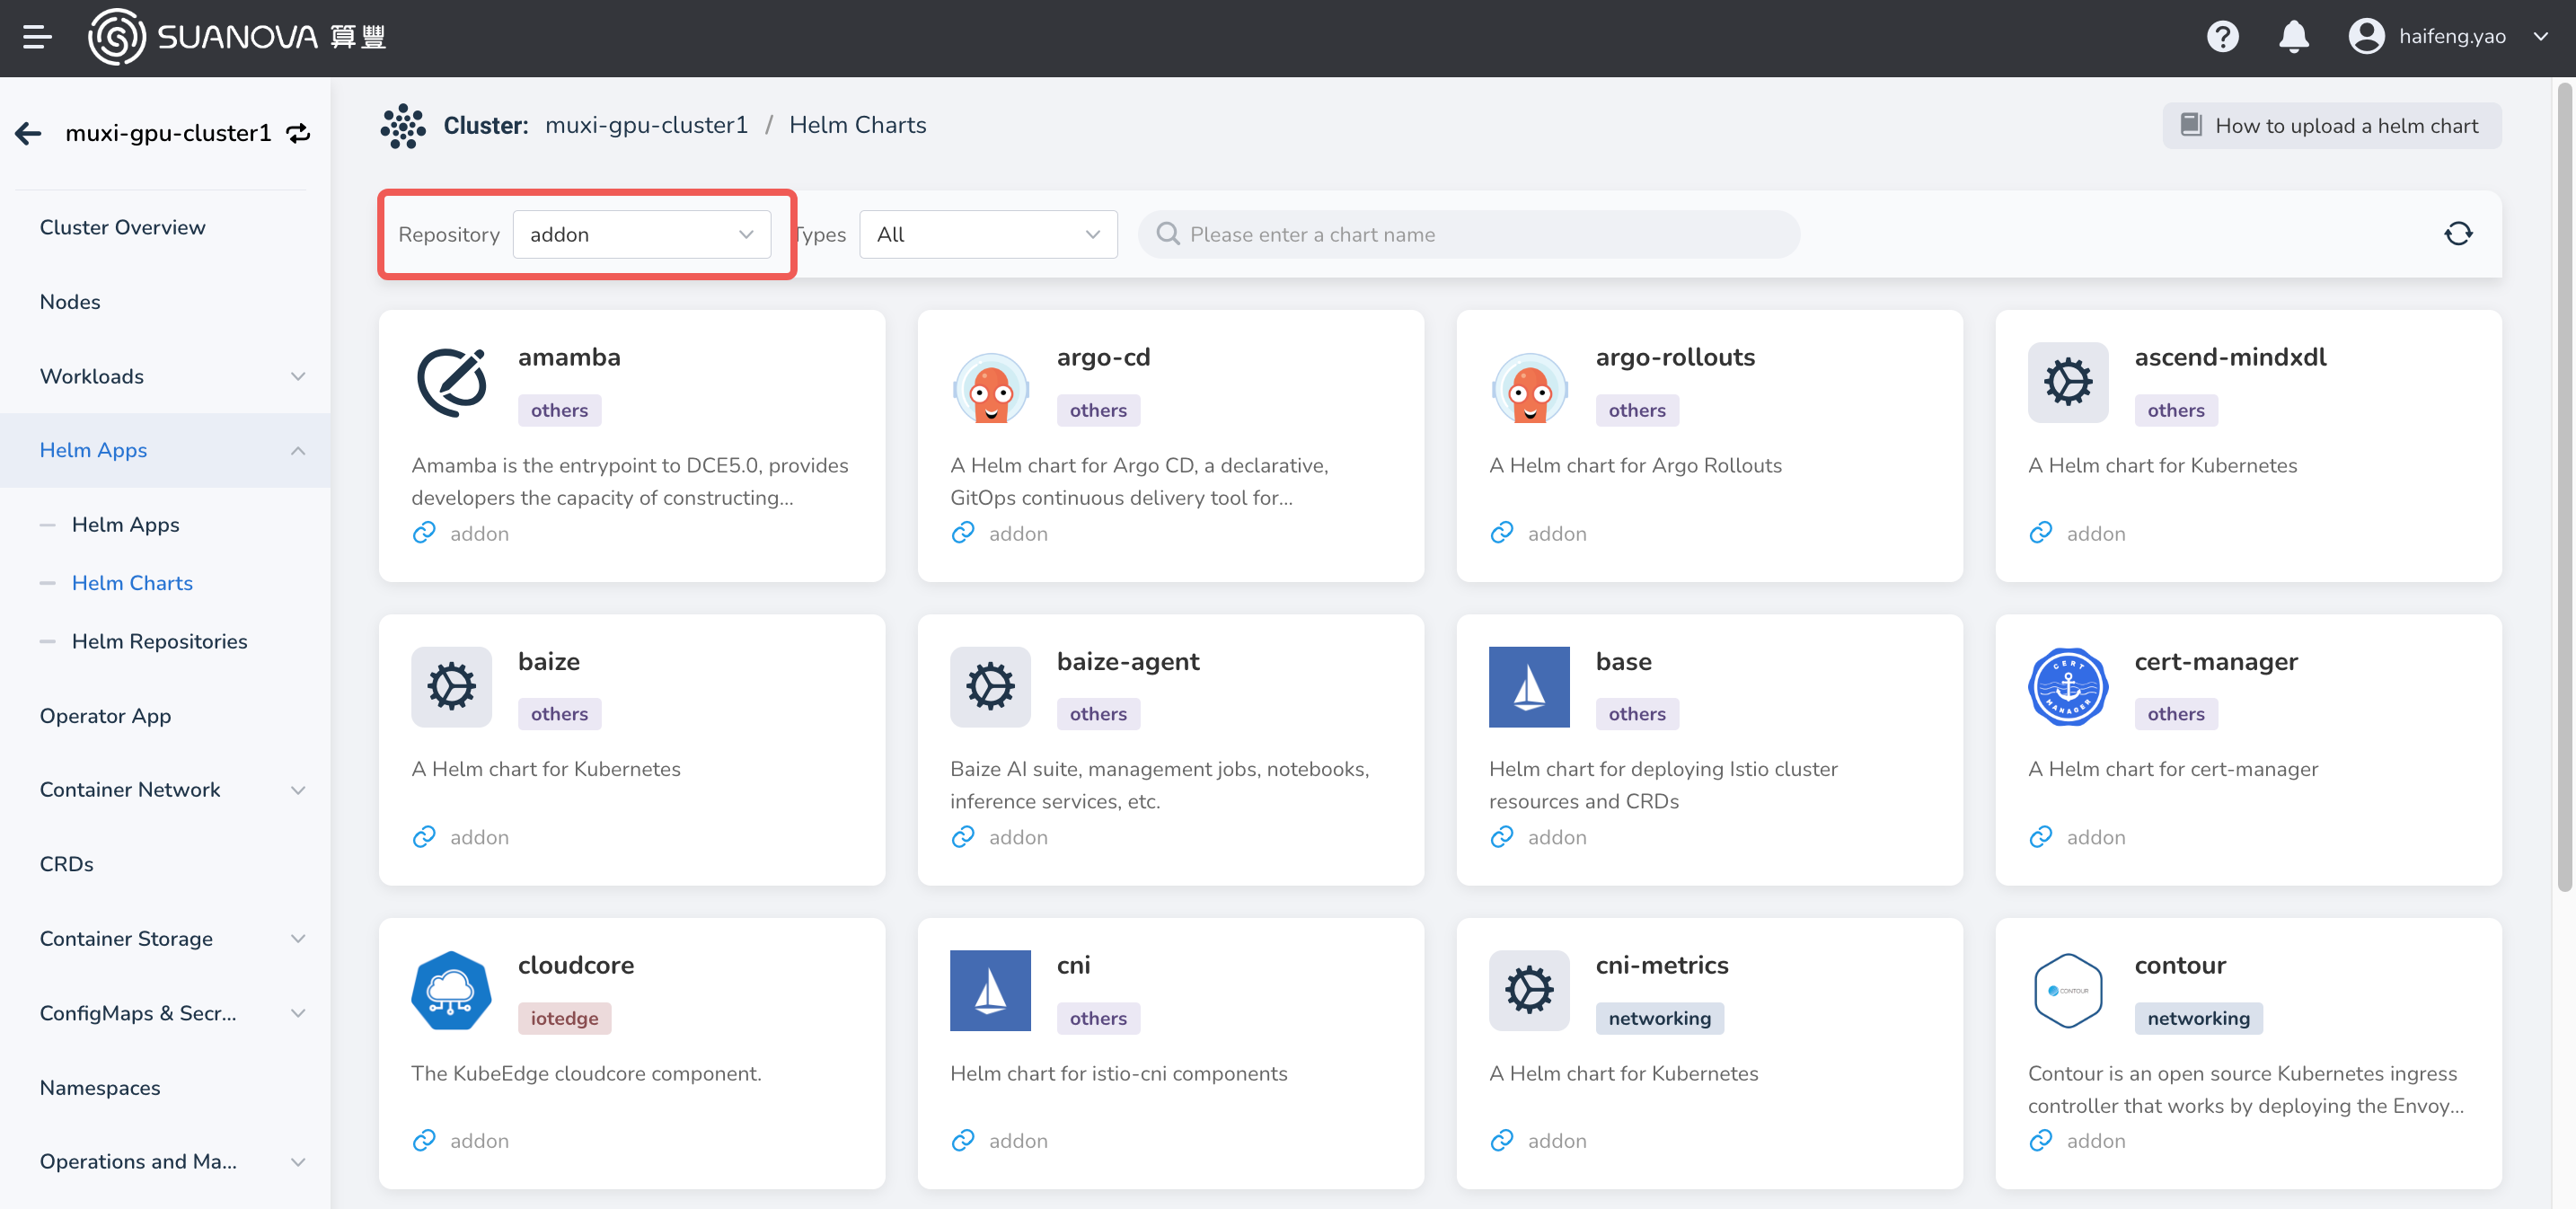 SUANOVA 算豐
haifeng.yao
muxi-gpu-cluster1
Cluster Overview
Nodes
Workloads
Helm Apps
Helm Apps
Helm Charts
Helm Repositories
Operator App
Container Network
CRDs
Container Storage
ConfigMaps & Secr...
Namespaces
Operations and Ma...
Cluster: muxi-gpu-cluster1 / Helm Charts
How to upload a helm chart
Repository addon
Types All
Please enter a chart name
amamba
others
Amamba is the entrypoint to DCE5.0, provides
developers the capacity of constructing...
addon
argo-cd
others
A Helm chart for Argo CD, a declarative,
GitOps continuous delivery tool for...
addon
argo-rollouts
others
A Helm chart for Argo Rollouts
addon
ascend-mindxdl
others
A Helm chart for Kubernetes
addon
baize
others
A Helm chart for Kubernetes
addon
baize-agent
others
Baize AI suite, management jobs, notebooks,
inference services, etc.
addon
base
others
Helm chart for deploying Istio cluster
resources and CRDs
addon
CERT
MANAGER
cert-manager
others
A Helm chart for cert-manager
addon
cloudcore
iotedge
The KubeEdge cloudcore component.
addon
cni
others
Helm chart for istio-cni components
addon
cni-metrics
networking
A Helm chart for Kubernetes
addon
CONTOUR
contour
networking
Contour is an open source Kubernetes ingress
controller that works by deploying the Envoy...
addon